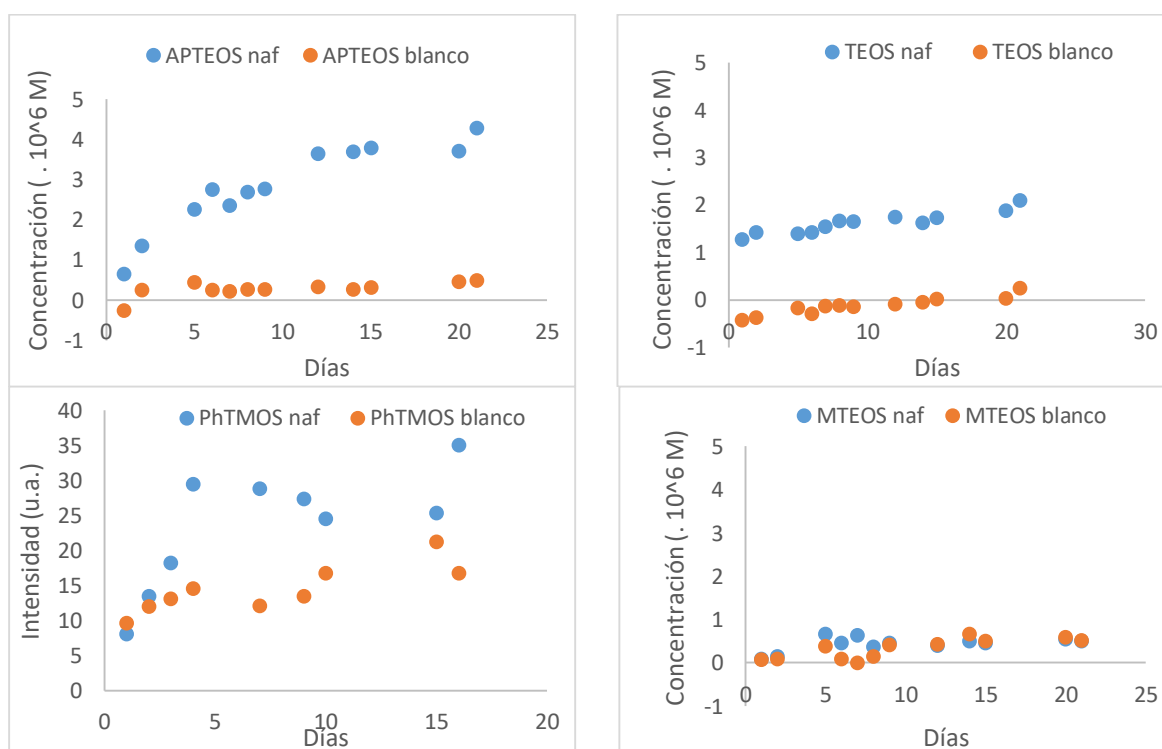 APTEOS naf APTEOS blanco
Concentración ( . 10^6 M)
5
4
3
2
1
0
-1
0 5 10 15 20 25
Días
TEOS naf TEOS blanco
Concentración ( . 10^6 M)
5
4
3
2
1
0
-1
0 10 20 30
Días
PhTMOS naf PhTMOS blanco
Intensidad (u.a.)
40
35
30
25
20
15
10
5
0
0 5 10 15 20
Días
MTEOS naf MTEOS blanco
Concentración ( . 10^6 M)
5
4
3
2
1
0
-1
0 5 10 15 20 25
Días